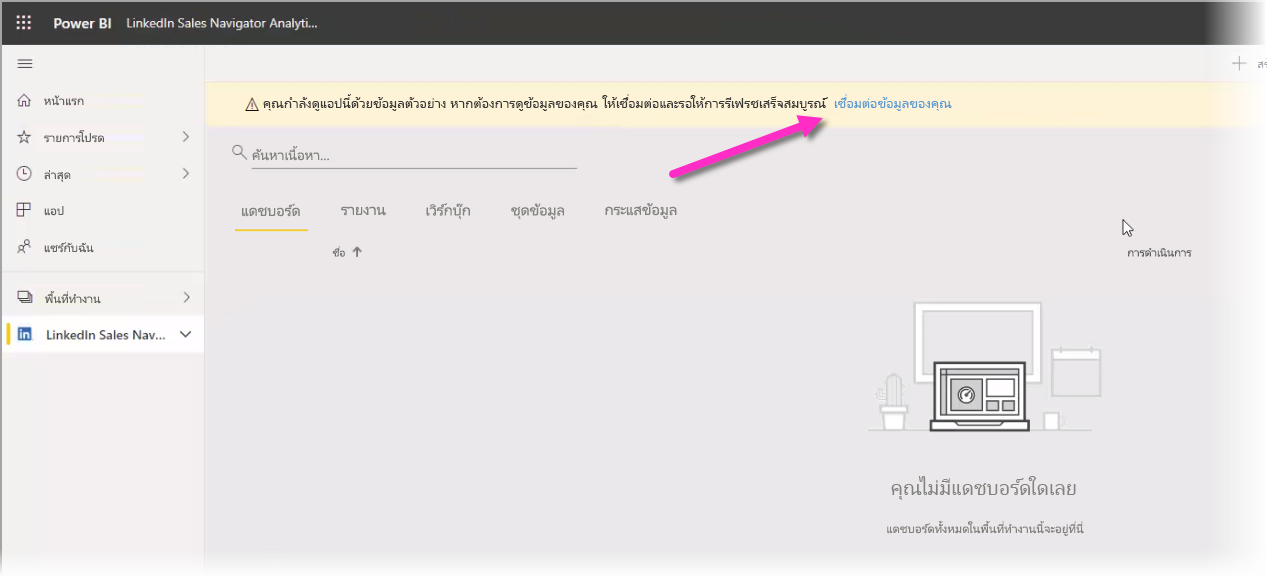 Power BI LinkedIn Sales Navigator Analyti...
หน้าแรก
รายการโปรด
ล่าสุด
แอป
แชร์กับฉัน
พื้นที่ทำงาน
LinkedIn Sales Nav...
คุณกำลังดูแอปนี้ด้วยข้อมูลตัวอย่าง หากต้องการดูข้อมูลของคุณ ให้เชื่อมต่อและรอให้การรีเฟรชเสร็จสมบูรณ์ เชื่อมต่อข้อมูลของคุณ
ค้นหาเนื้อหา...
แดชบอร์ด รายงาน เวิร์กบุ๊ก ชุดข้อมูล กระแสข้อมูล
ชื่อ การดำเนินการ
คุณไม่มีแดชบอร์ดใดเลย
แดชบอร์ดทั้งหมดในพื้นที่ทำงานนี้จะอยู่ที่นี่